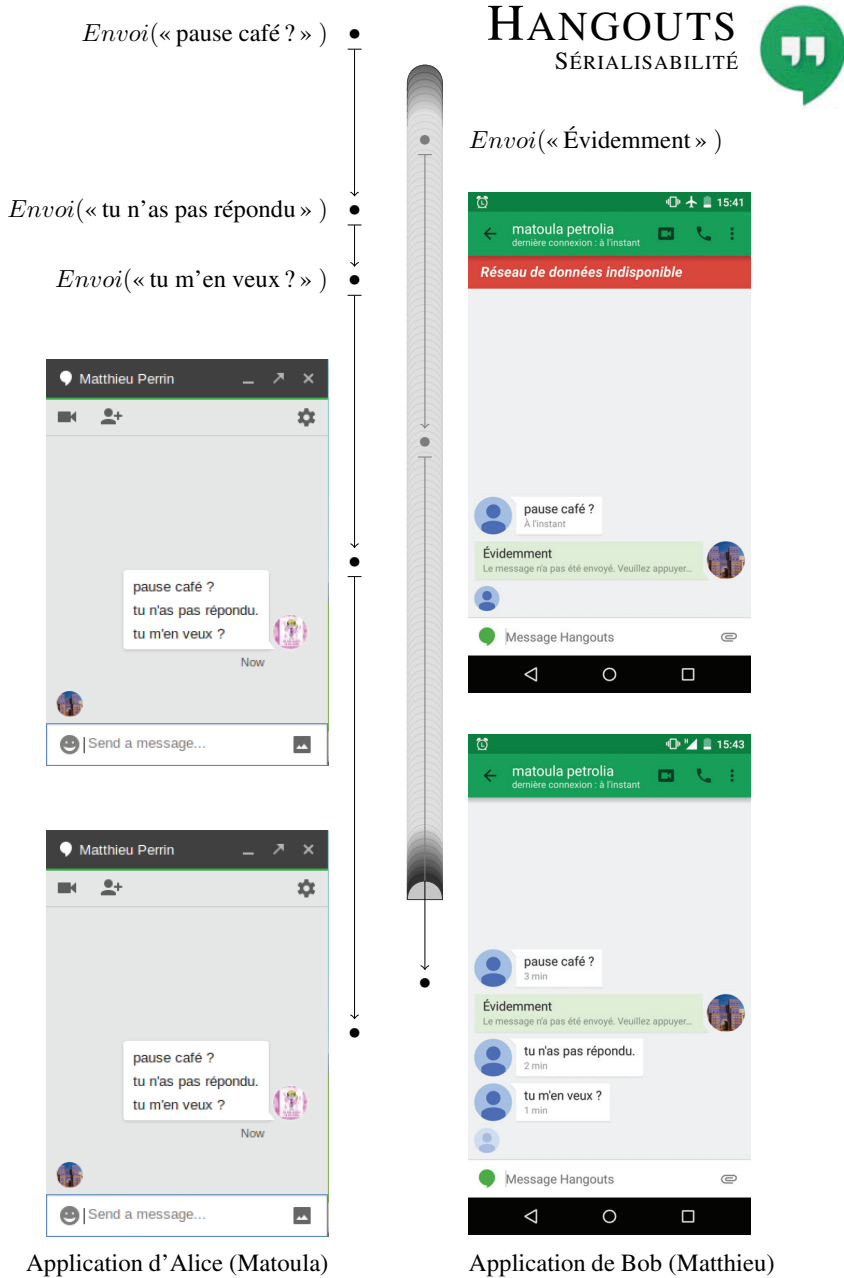 Envoi(« pause café ? » )
HANGOUTS
SÉRIALISABILITÉ
Envoi(« Évidemment » )
Envoi(« tu n'as pas répondu » )
Envoi(« tu m'en veux ? » )
15:41
matoula petrolia
dernière connexion : à l'instant
Réseau de données indisponible
pause café ?
À l'instant
Évidemment
Le message n'a pas été envoyé. Veuillez appuyer...
Message Hangouts
Matthieu Perrin
pause café ?
tu n'as pas répondu.
tu m'en veux ?
Now
Send a message...
H 15:43
matoula petrolia
dernière connexion : à l'instant
pause café ?
3 min
Évidemment
Le message n'a pas été envoyé. Veuillez appuyer...
tu n'as pas répondu.
2 min
tu m'en veux ?
1 min
Message Hangouts
Matthieu Perrin
pause café ?
tu n'as pas répondu.
tu m'en veux ?
Now
Send a message...
Application d'Alice (Matoula)
Application de Bob (Matthieu)